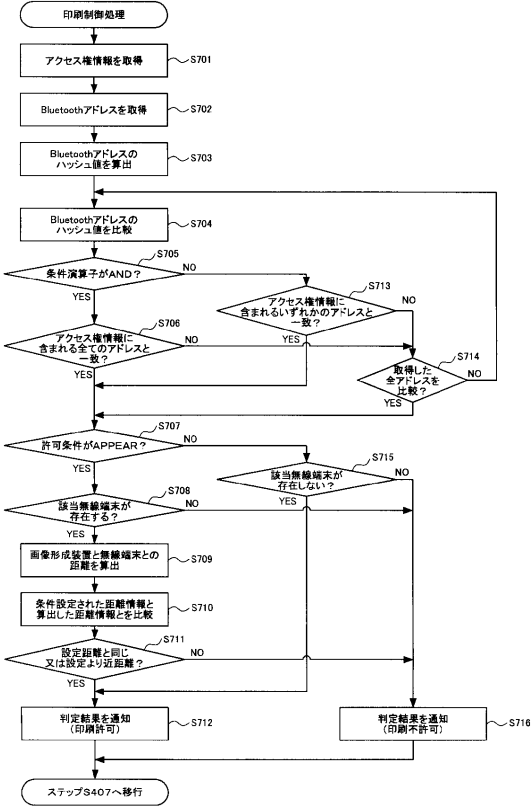 印刷制御処理
アクセス権情報を取得
S701
Bluetoothアドレスを取得
S702
Bluetoothアドレスの
ハッシュ値を算出
S703
Bluetoothアドレスの
ハッシュ値を比較
S704
条件演算子がAND?
S705
NO
YES
アクセス権情報に
含まれるいずれかのアドレスと
一致?
S713
NO
YES
アクセス権情報に
含まれる全てのアドレスと
一致?
S706
NO
YES
取得した
全アドレスを
比較?
S714
NO
YES
許可条件がAPPEAR?
S707
NO
YES
該当無線端末が
存在しない?
S715
NO
YES
該当無線端末が
存在する?
S708
NO
YES
画像形成装置と無線端末との
距離を算出
S709
条件設定された距離情報と
算出した距離情報とを比較
S710
設定距離と同じ
又は設定より近距離?
S711
NO
YES
判定結果を通知
(印刷許可)
S712
判定結果を通知
(印刷不許可)
S716
ステップS407へ移行